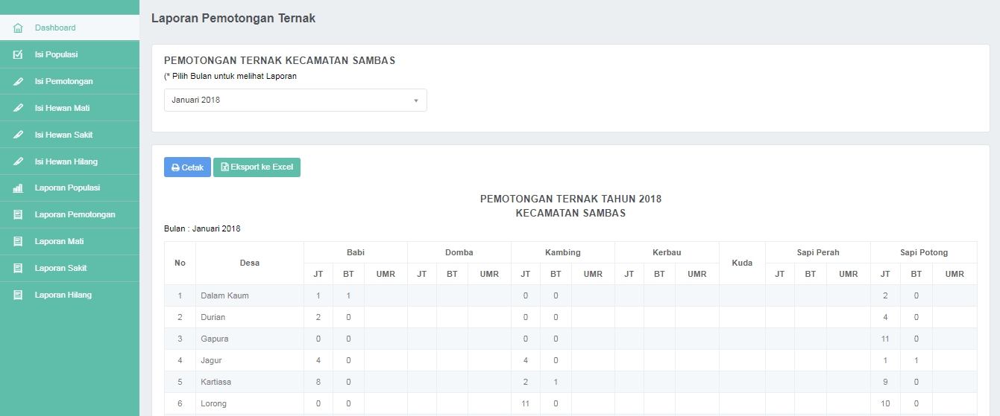 Dashboard
Isi Populasi
Isi Pemotongan
Isi Hewan Mati
Isi Hewan Sakit
Isi Hewan Hilang
Laporan Populasi
Laporan Pemotongan
Laporan Mati
Laporan Sakit
Laporan Hilang
Laporan Pemotongan Ternak
PEMOTONGAN TERNAK KECAMATAN SAMBAS
(* Pilih Bulan untuk melihat Laporan
Januari 2018
Cetak Eksport ke Excel
PEMOTONGAN TERNAK TAHUN 2018
KECAMATAN SAMBAS
Bulan : Januari 2018
No Desa Babi Domba Kambing Kerbau Kuda Sapi Perah Sapi Potong
JT BT UMR JT BT UMR JT BT UMR JT BT UMR JT BT UMR JT BT UMR
1 Dalam Kaum 1 1 0 0 2 0
2 Durian 2 0 0 0 4 0
3 Gapura 0 0 0 0 11 0
4 Jagur 4 0 4 0 1 1
5 Kartiasa 8 0 2 1 9 0
6 Lorong 0 0 11 0 10 0